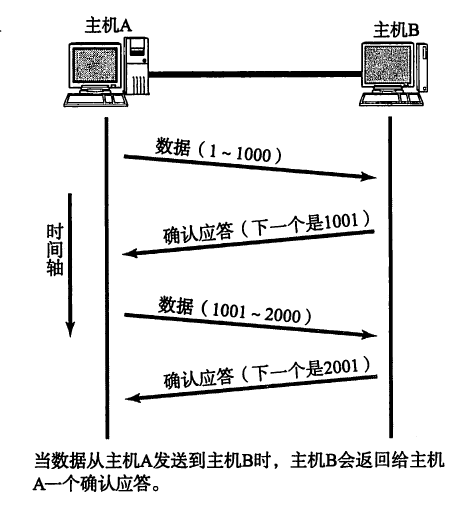 主机A
主机B
数据（1～1000）
确认应答（下一个是1001）
时间轴
数据（1001～2000）
确认应答（下一个是2001）
当数据从主机A发送到主机B时，主机B会返回给主机
A一个确认应答。